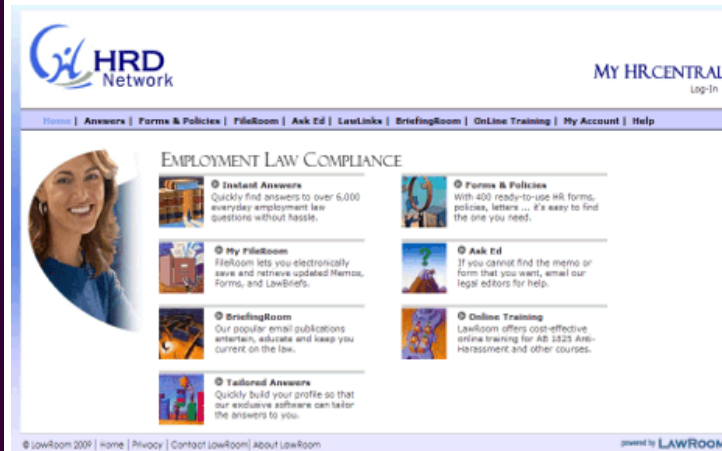 HRD
Network
MY HRCENTRAL
Log-In
Home | Answers | Forms & Policies | FileRoom | Ask Ed | LawLinks | BriefingRoom | OnLine Training | My Account | Help
EMPLOYMENT LAW COMPLIANCE
Instant Answers
Quickly find answers to over 6,000
everyday employment law
questions without hassle.
Forms & Policies
With 400 ready-to-use HR forms,
policies, letters ... it's easy to find
the one you need.
My FileRoom
FileRoom lets you electronically
save and retrieve updated Memos,
Forms, and LawBriefs.
Ask Ed
If you cannot find the memo or
form that you want, email our
legal editors for help.
BriefingRoom
Our popular email publications
entertain, educate and keep you
current on the law.
Online Training
LawRoom offers cost-effective
online training for AB 1825 Anti-
Harassment and other courses.
Tailored Answers
Quickly build your profile so that
our exclusive software can tailor
the answers to you.
© LawRoom 2009 | Home | Privacy | Contact LawRoom| About LawRoom
powered by LAWROOM